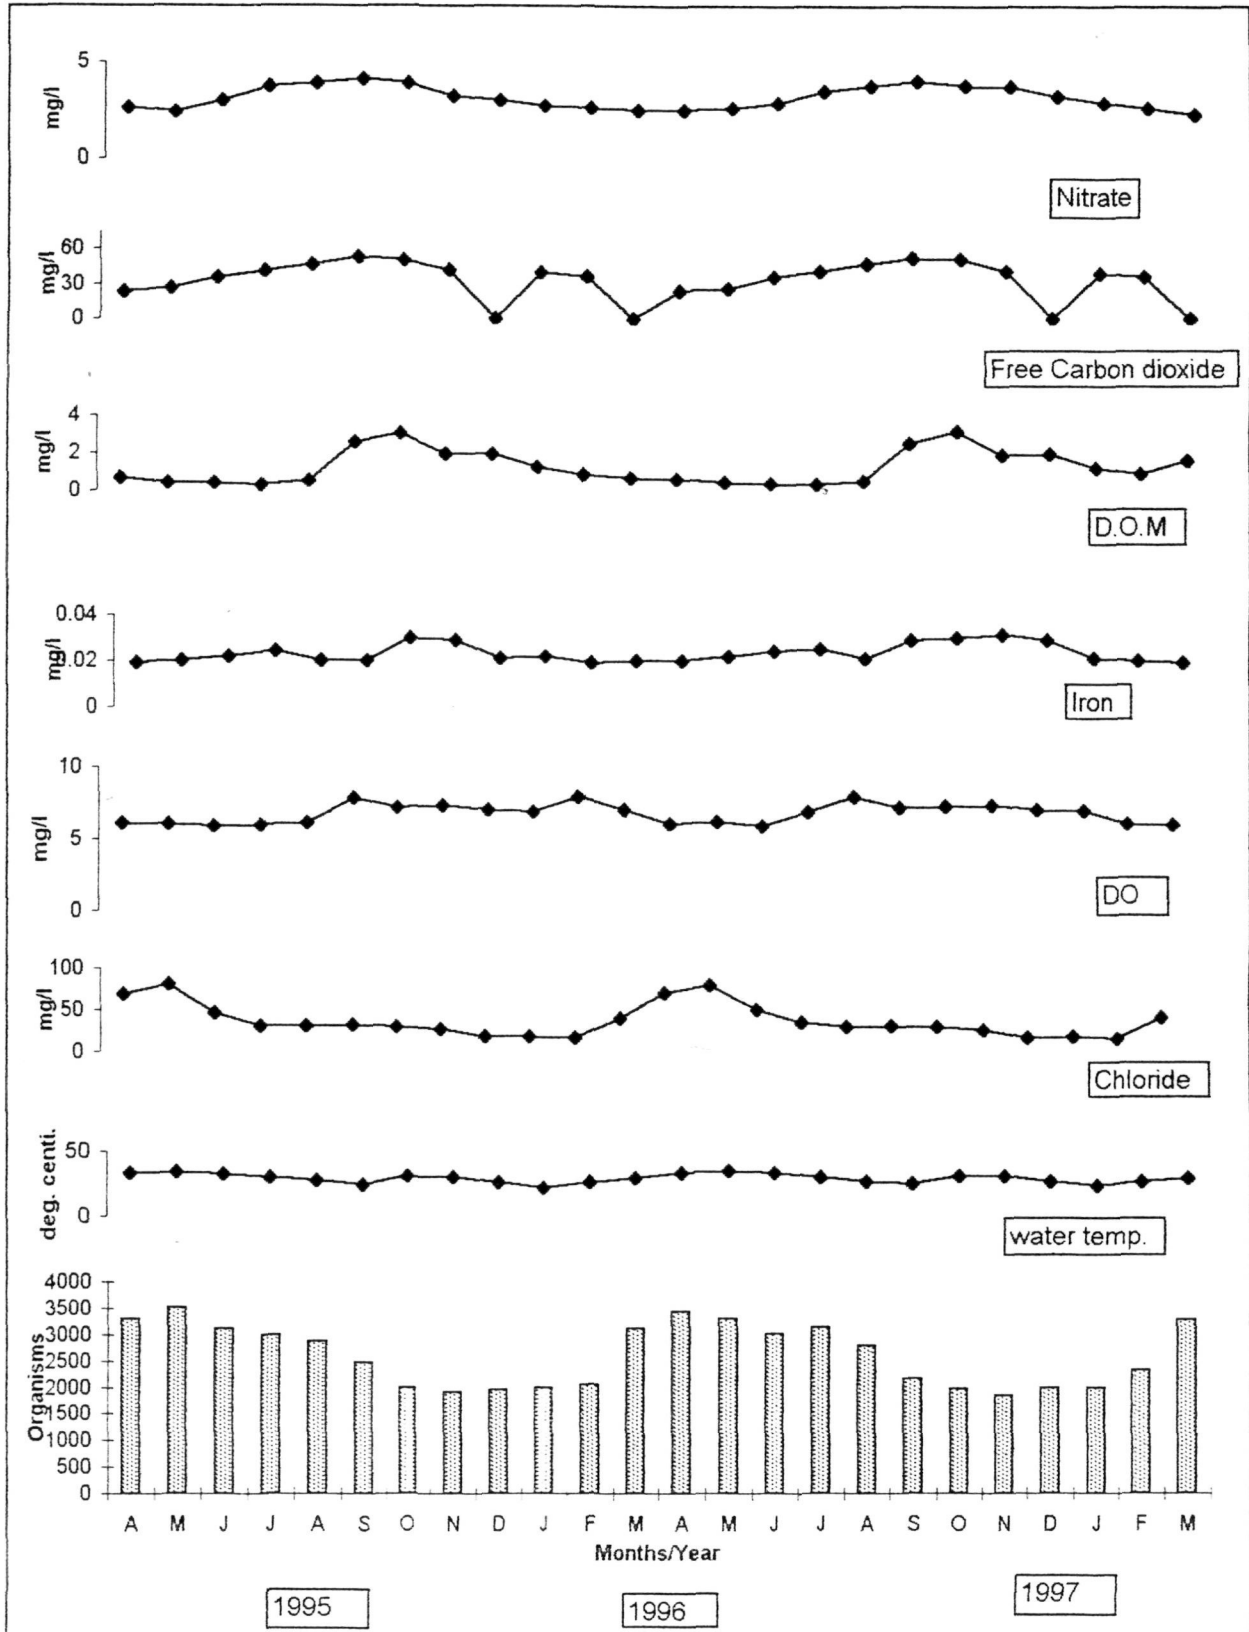 5
mg/l
0
Nitrate
60
mg/l
30
0
Free Carbon dioxide
4
mg/l
2
0
D.O.M
0.04
mg/l
0.02
0
Iron
10
mg/l
5
0
DO
100
mg/l
50
0
Chloride
50
deg. centi.
0
water temp.
4000
3500
3000
2500
2000
1500
1000
500
0
Organisms
A M J J A S O N D J F M A M J J A S O N D J F M
Months/Year
1995 1996 1997